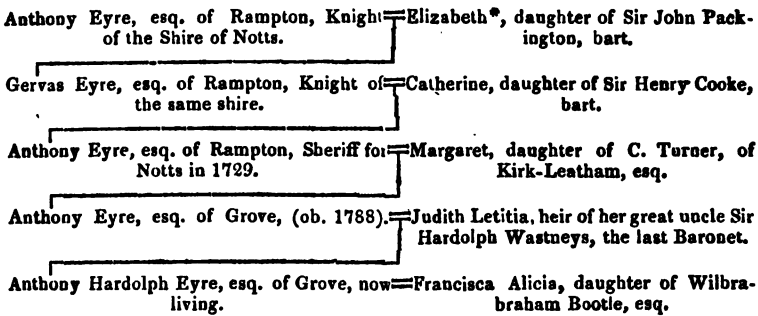 Anthony Eyre, esq. of Rampton, Knight=Elizabeth*, daughter of Sir John Pack-
of the Shire of Notts. ington, bart.
Gervas Eyre, esq. of Rampton, Knight of=Catherine, daughter of Sir Henry Cooke,
the same shire. bart.
Anthony Eyre, esq. of Rampton, Sheriff for=Margaret, daughter of C. Turner, of
Notts in 1729. Kirk-Leatham, esq.
Anthony Eyre, esq. of Grove, (ob. 1788).=Judith Letitia, heir of her great uncle Sir
Hardolph Wastneys, the last Baronet.
Anthony Hardolph Eyre, esq. of Grove, now=Francisca Alicia, daughter of Wilbra-
living. braham Bootle, esq.